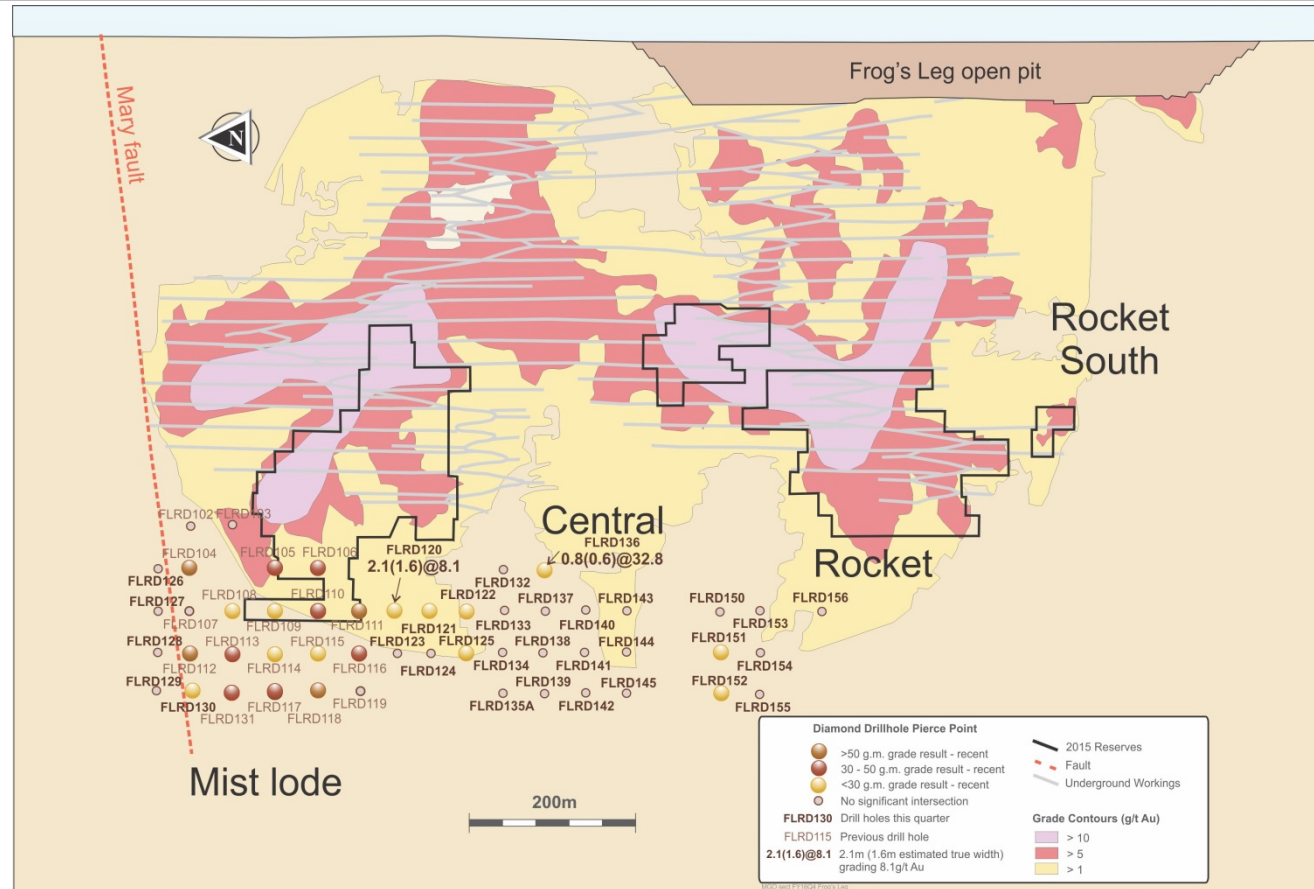 Frog's Leg open pit
Mary fault
N
Rocket
South
FLRD102
FLRD103
Central
FLRD104
FLRD105
FLRD106
FLRD120
2.1(1.6)@8.1
FLRD136
0.8(0.6)@32.8
Rocket
FLRD126
FLRD132
FLRD127
FLRD108
FLRD110
FLRD122
FLRD137
FLRD143
FLRD150
FLRD156
FLRD107
FLRD109
FLRD111
FLRD121
FLRD133
FLRD140
FLRD153
FLRD128
FLRD113
FLRD115
FLRD123
FLRD125
FLRD138
FLRD144
FLRD151
FLRD112
FLRD114
FLRD116
FLRD124
FLRD134
FLRD141
FLRD154
FLRD129
FLRD139
FLRD145
FLRD152
FLRD130
FLRD131
FLRD117
FLRD118
FLRD119
FLRD135A
FLRD142
FLRD155
Mist lode
200m
Diamond Drillhole Pierce Point
>50 g.m. grade result - recent
30 - 50 g.m. grade result - recent
<30 g.m. grade result - recent
No significant intersection
FLRD130 Drill holes this quarter
FLRD115 Previous drill hole
2.1(1.6)@8.1 2.1m (1.6m estimated true width)
grading 8.1g/t Au
2015 Reserves
Fault
Underground Workings
Grade Contours (g/t Au)
> 10
> 5
> 1